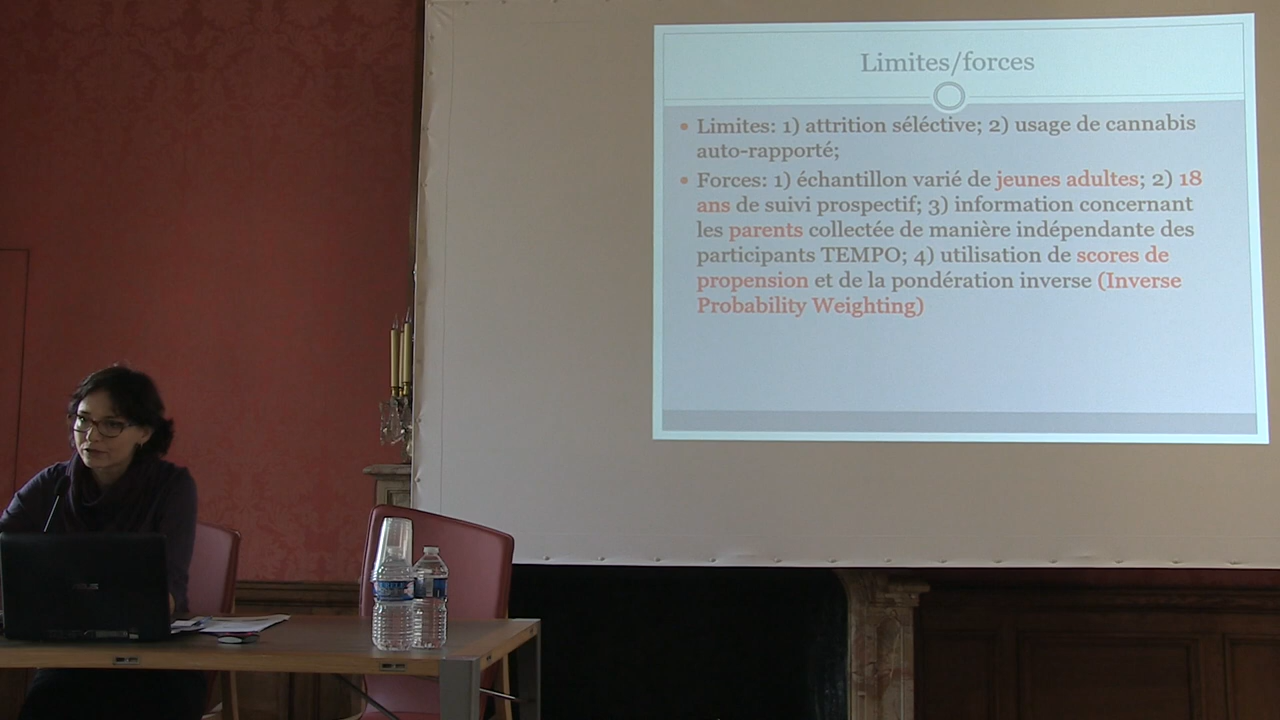 Limites/forces
• Limites: 1) attrition séléctive; 2) usage de cannabis
auto-rapporté;
• Forces: 1) échantillon varié de jeunes adultes; 2) 18
ans de suivi prospectif; 3) information concernant
les parents collectée de manière indépendante des
participants TEMPO; 4) utilisation de scores de
propension et de la pondération inverse (Inverse
Probability Weighting)